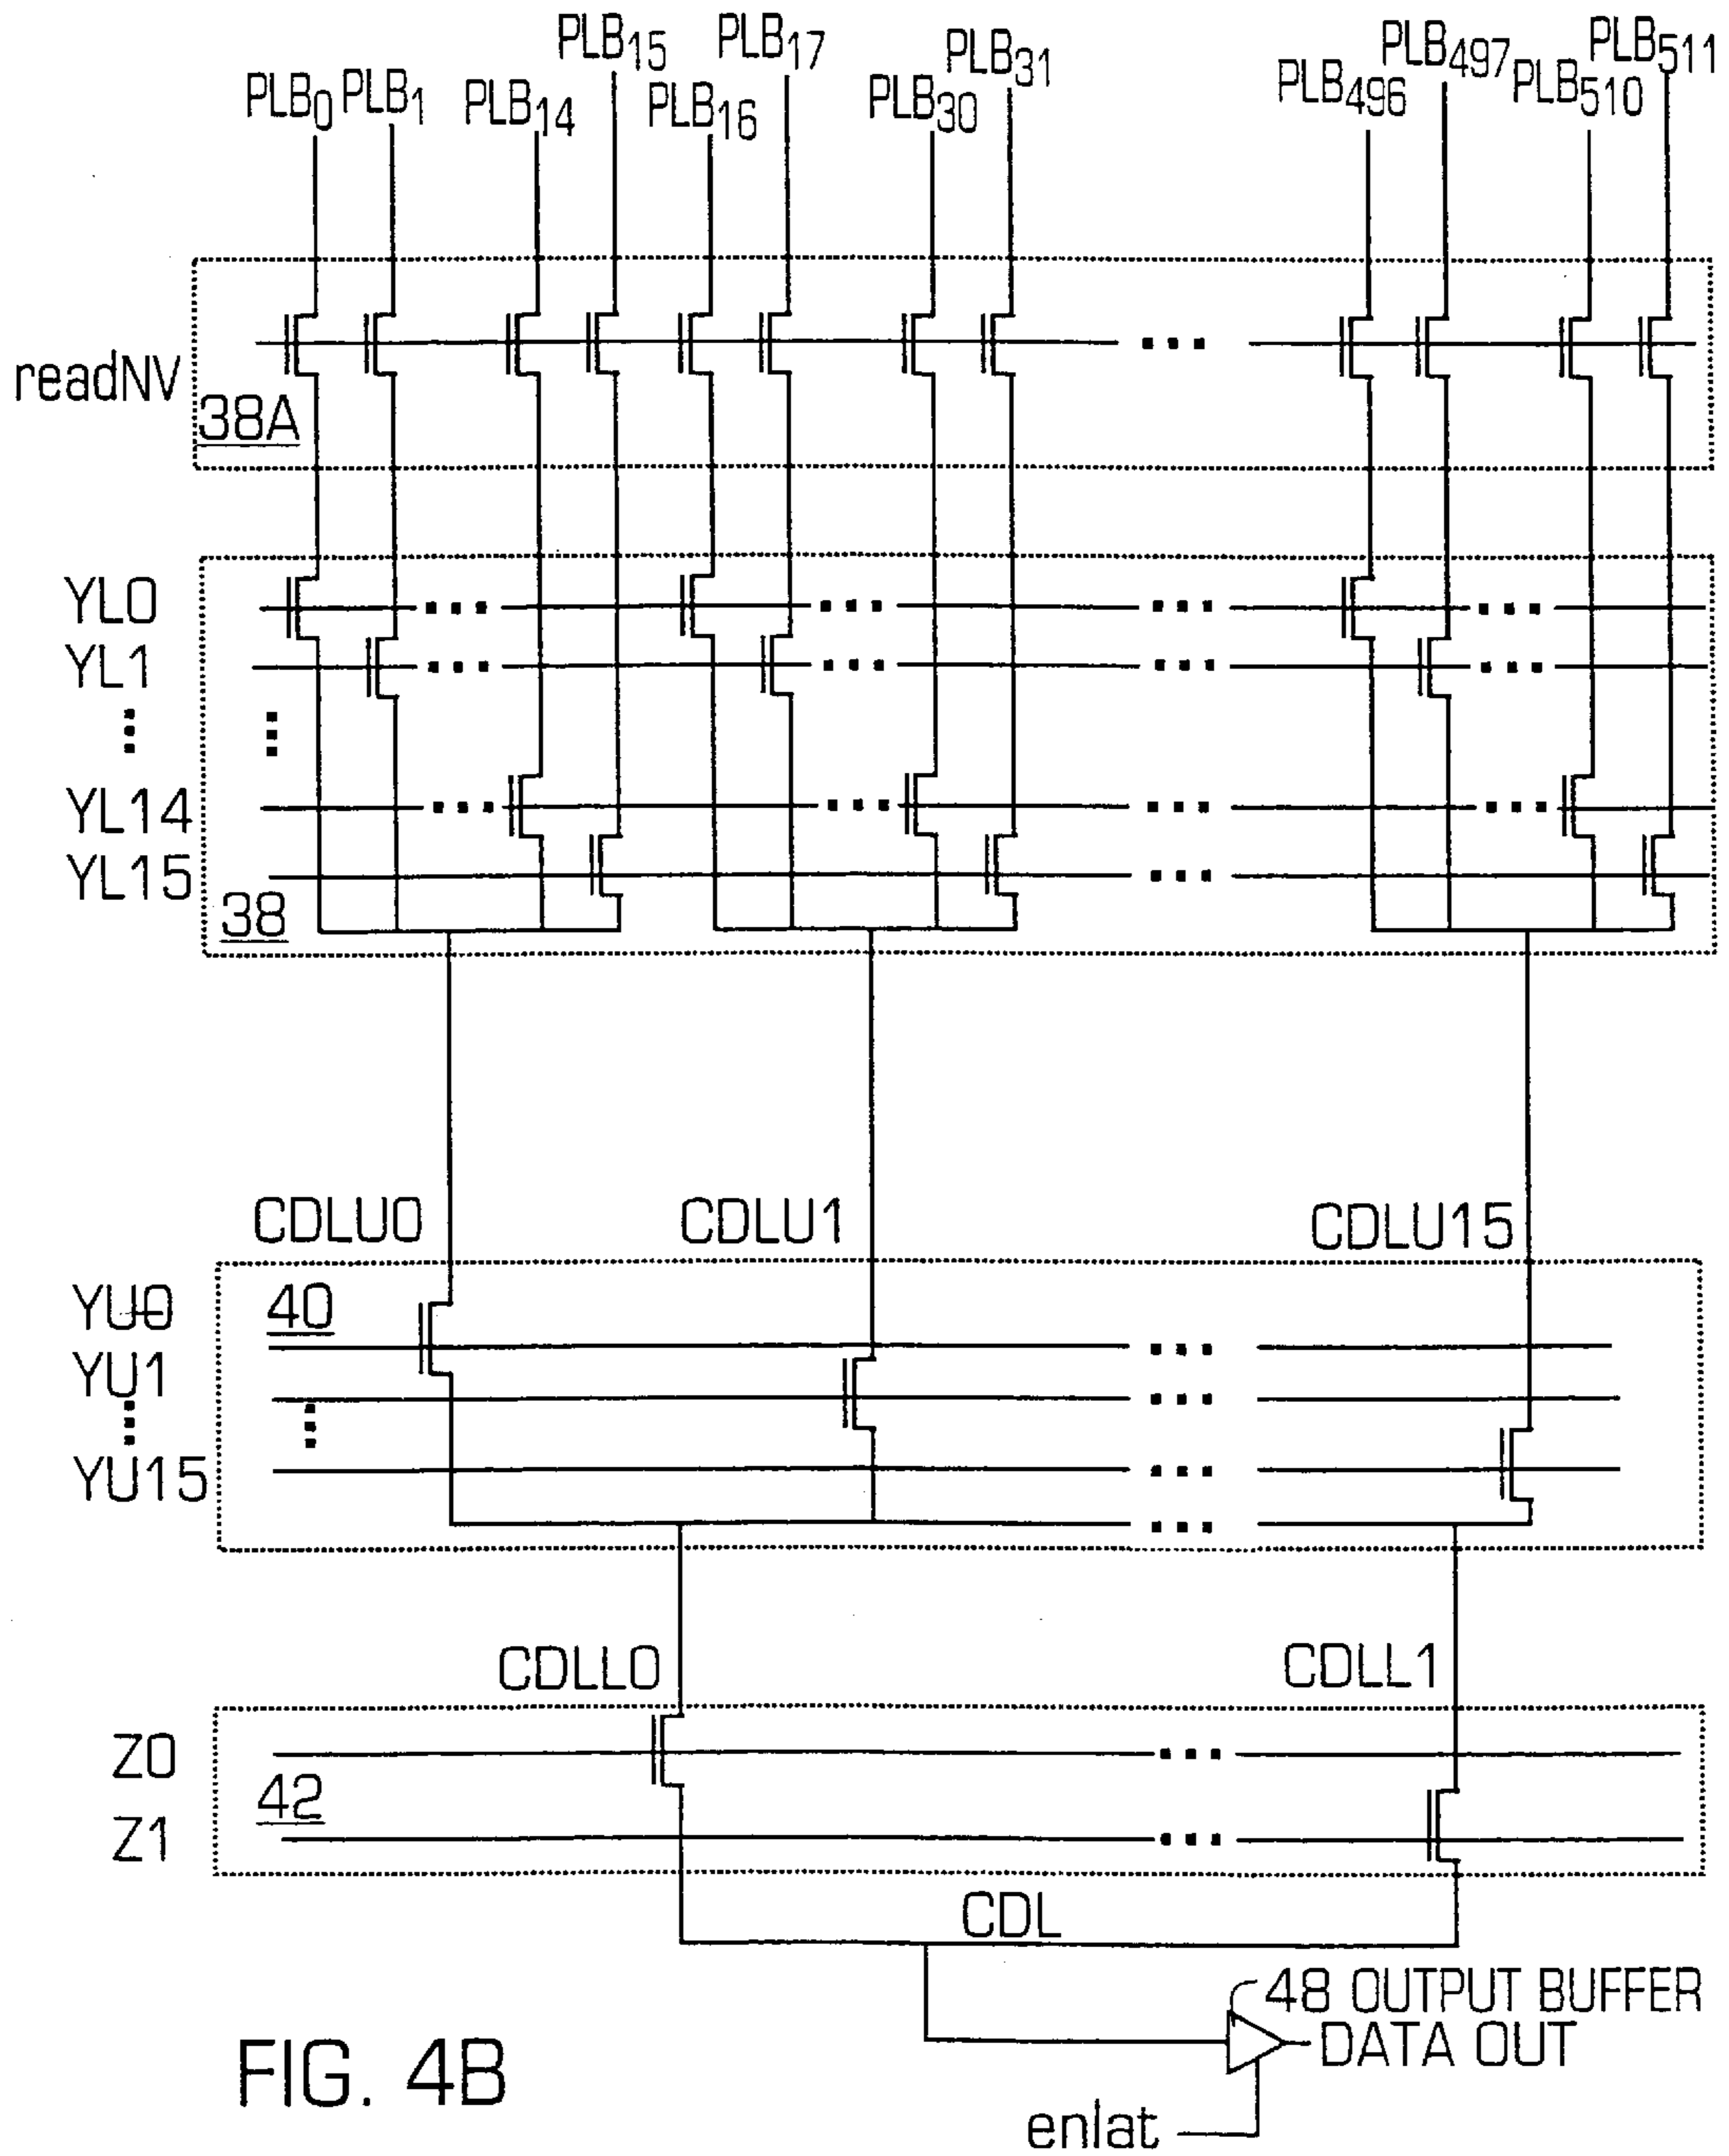 PLB15 PLB17 PLB31 PLB497 PLB511
PLB0 PLB1 PLB14 PLB16 PLB30 PLB496 PLB510
readNV
38A
YL0
YL1
YL14
YL15
38
CDLU0 CDLU1 CDLU15
YU0 40
YU1
YU15
CDLL0 CDLL1
Z0
42
Z1
CDL
48 OUTPUT BUFFER
DATA OUT
FIG. 4B
enlat